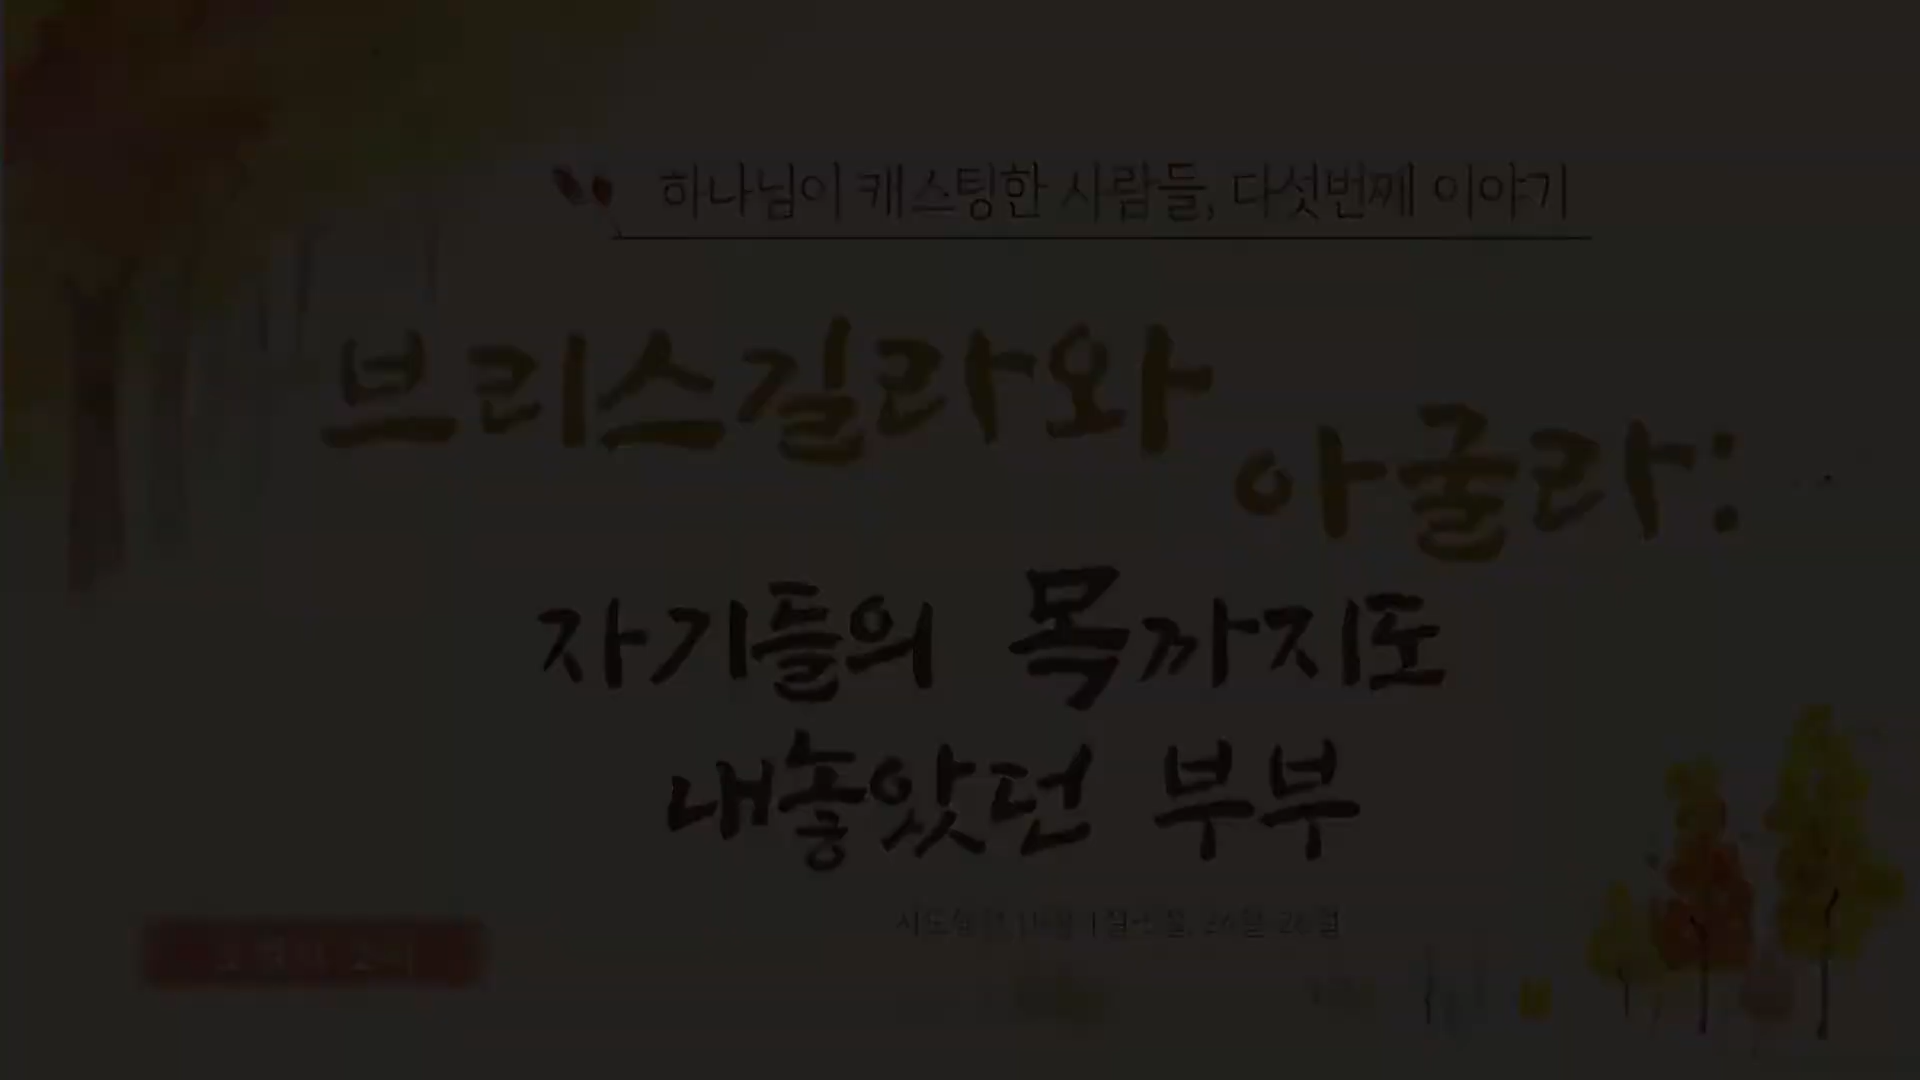 하나님이 캐스팅한 사람들, 다섯번째 이야기
브리스길라와
아굴라:
자기들의 목까지도
내놓았던 부부